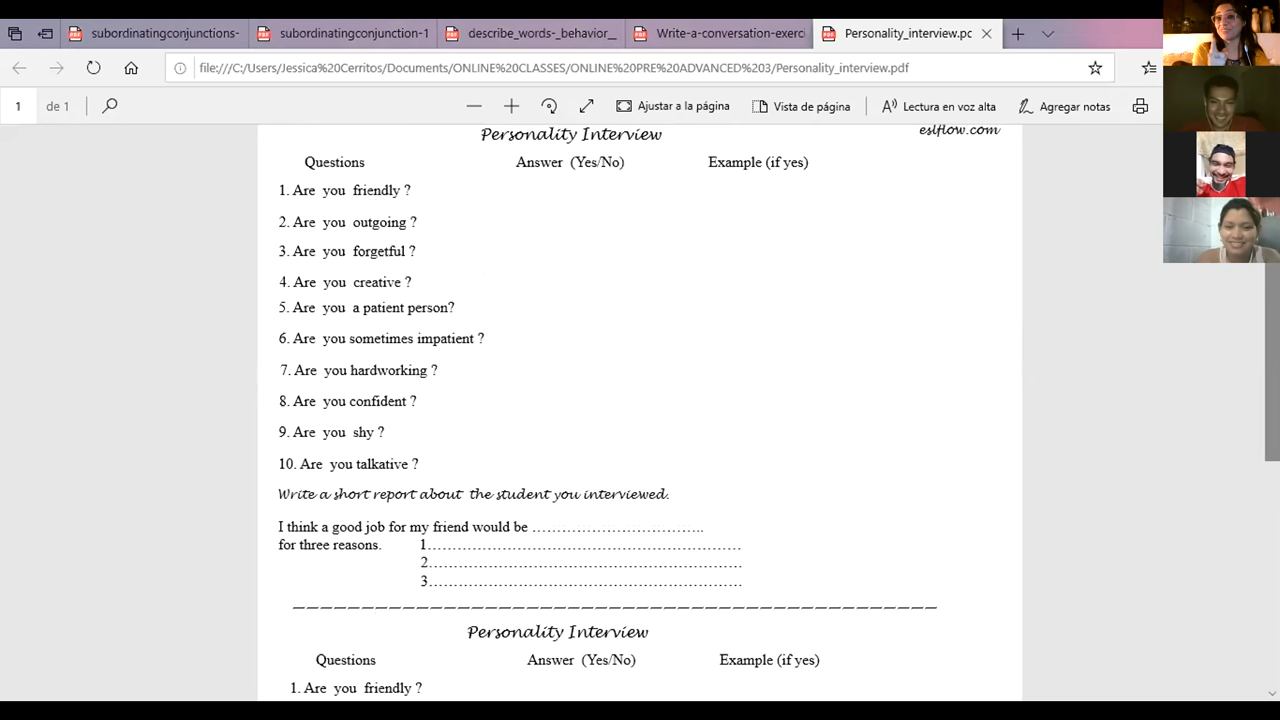 subordinatingconjunctions-
subordinatingconjunction-1
describe_words-_behavior_
Write-a-conversation-exerc
Personality_interview.pc
file:///C:/Users/Jessica%20Cerritos/Documents/ONLINE%20CLASSES/ONLINE%20PRE%20ADVANCED%203/Personality_interview.pdf
1 de 1
Ajustar a la página
Vista de página
Lectura en voz alta
Agregar notas
Personality Interview
eslflow.com
Questions Answer (Yes/No) Example (if yes)
1. Are you friendly ?
2. Are you outgoing ?
3. Are you forgetful ?
4. Are you creative ?
5. Are you a patient person?
6. Are you sometimes impatient ?
7. Are you hardworking ?
8. Are you confident ?
9. Are you shy ?
10. Are you talkative ?
Write a short report about the student you interviewed.
I think a good job for my friend would be ……………………………..
for three reasons. 1…………………………………………………
2…………………………………………………
3…………………………………………………
Personality Interview
Questions Answer (Yes/No) Example (if yes)
1. Are you friendly ?